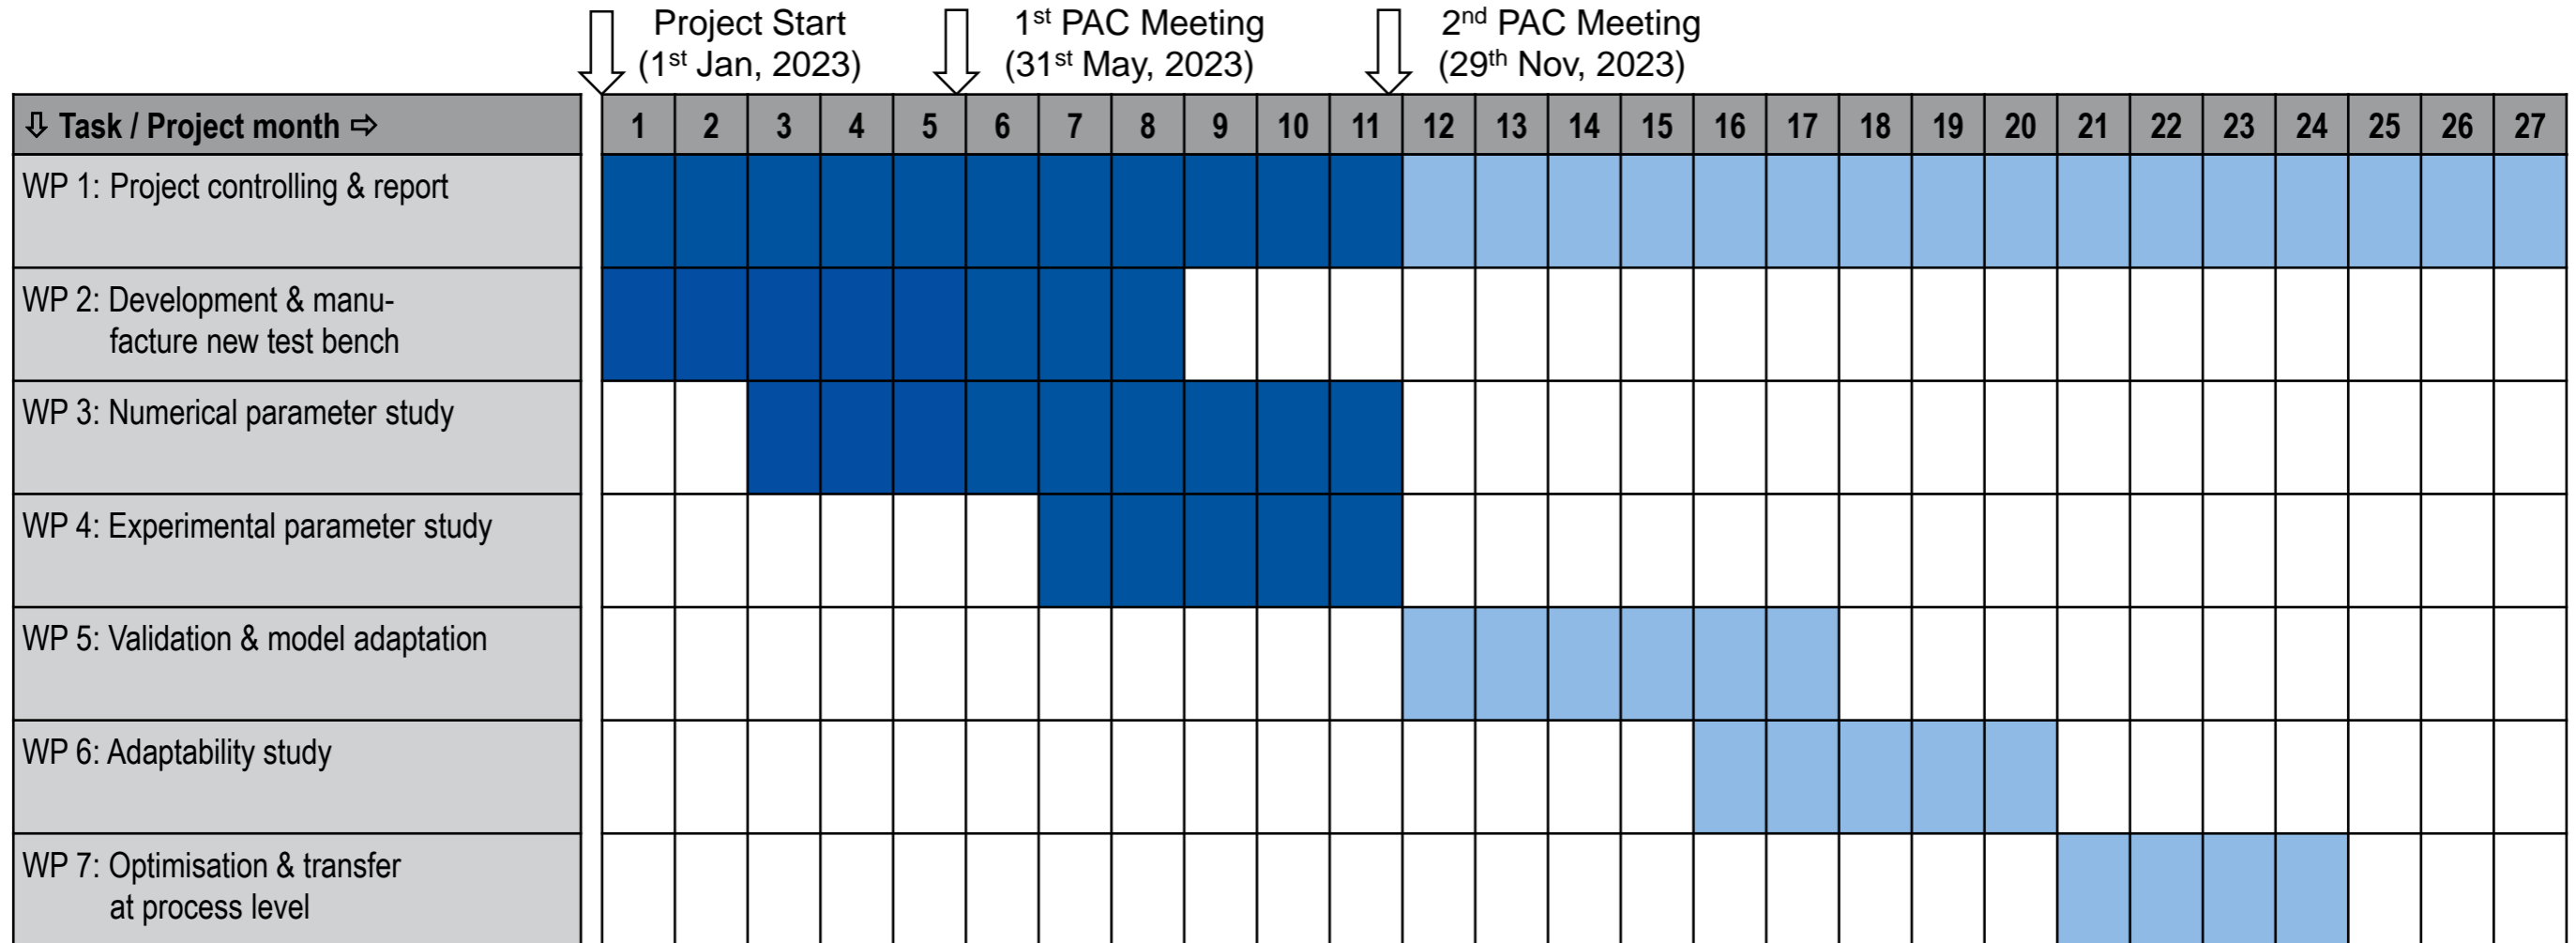 Project Start
(1st Jan, 2023)
1st PAC Meeting
(31st May, 2023)
2nd PAC Meeting
(29th Nov, 2023)
⇩ Task / Project month ⇨ 1 2 3 4 5 6 7 8 9 10 11 12 13 14 15 16 17 18 19 20 21 22 23 24 25 26 27
WP 1: Project controlling & report
WP 2: Development & manu-
facture new test bench
WP 3: Numerical parameter study
WP 4: Experimental parameter study
WP 5: Validation & model adaptation
WP 6: Adaptability study
WP 7: Optimisation & transfer
at process level